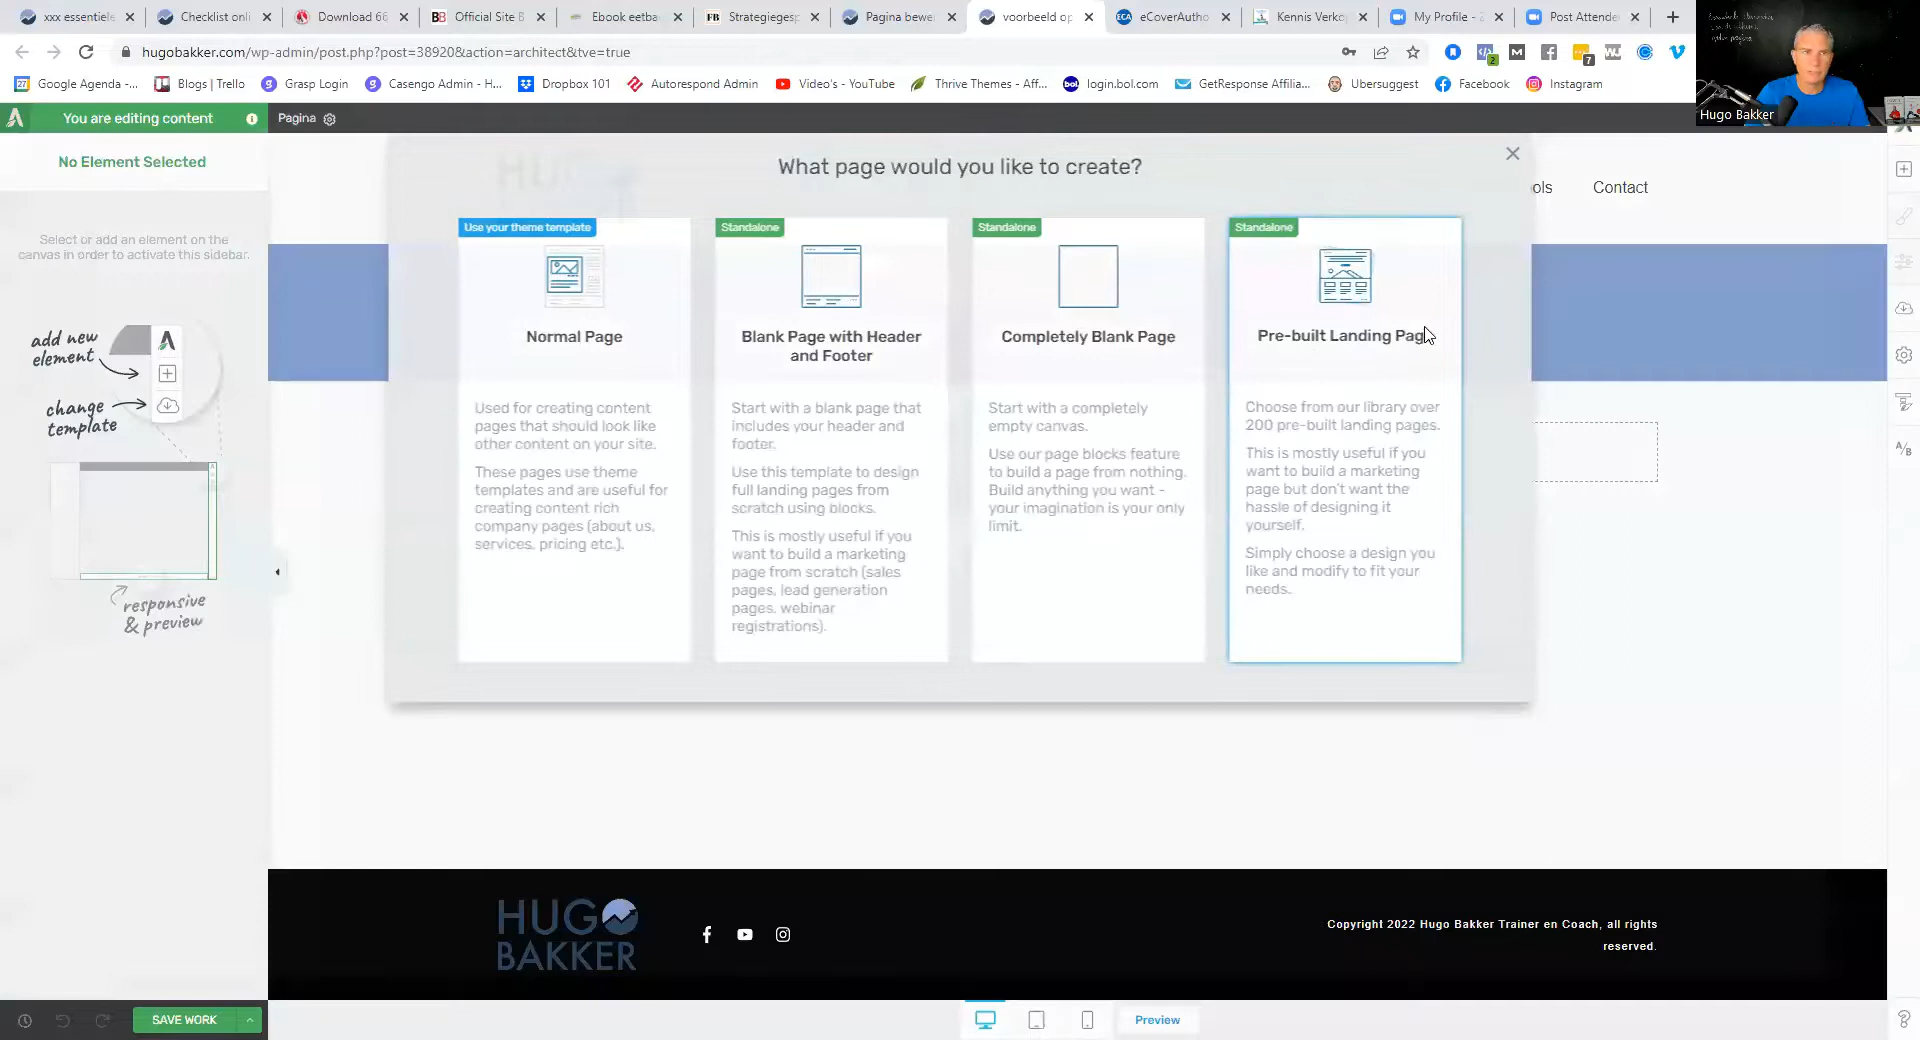 xxx essentiele
Checklist onli
Download 66
Official Site B
Ebook eetba
Strategiegesp
Pagina bewe
voorbeeld op
eCoverAutho
Kennis Verko
My Profile - Z
Post Attende
hugobakker.com/wp-admin/post.php?post=38920&action=architect&tve=true
Google Agenda -...
Blogs | Trello
Grasp Login
Casengo Admin - H...
Dropbox 101
Autorespond Admin
Video's - YouTube
Thrive Themes - Aff...
login.bol.com
GetResponse Affilia...
Ubersuggest
Facebook
Instagram
Hugo Bakker
You are editing content
Pagina
No Element Selected
Select or add an element on the
canvas in order to activate this sidebar.
add new
element
change
template
responsive
& preview
What page would you like to create?
ols
Contact
Use your theme template
Normal Page
Used for creating content
pages that should look like
other content on your site.
These pages use theme
templates and are useful for
creating content rich
company pages (about us,
services, pricing etc.).
Standalone
Blank Page with Header
and Footer
Start with a blank page that
includes your header and
footer.
Use this template to design
full landing pages from
scratch using blocks.
This is mostly useful if you
want to build a marketing
page from scratch (sales
pages, lead generation
pages, webinar
registrations).
Standalone
Completely Blank Page
Start with a completely
empty canvas.
Use our page blocks feature
to build a page from nothing.
Build anything you want -
your imagination is your only
limit.
Standalone
Pre-built Landing Pag
Choose from our library over
200 pre-built landing pages.
This is mostly useful if you
want to build a marketing
page but don't want the
hassle of designing it
yourself.
Simply choose a design you
like and modify to fit your
needs.
HUGO
BAKKER
Copyright 2022 Hugo Bakker Trainer en Coach, all rights
reserved.
SAVE WORK
Preview